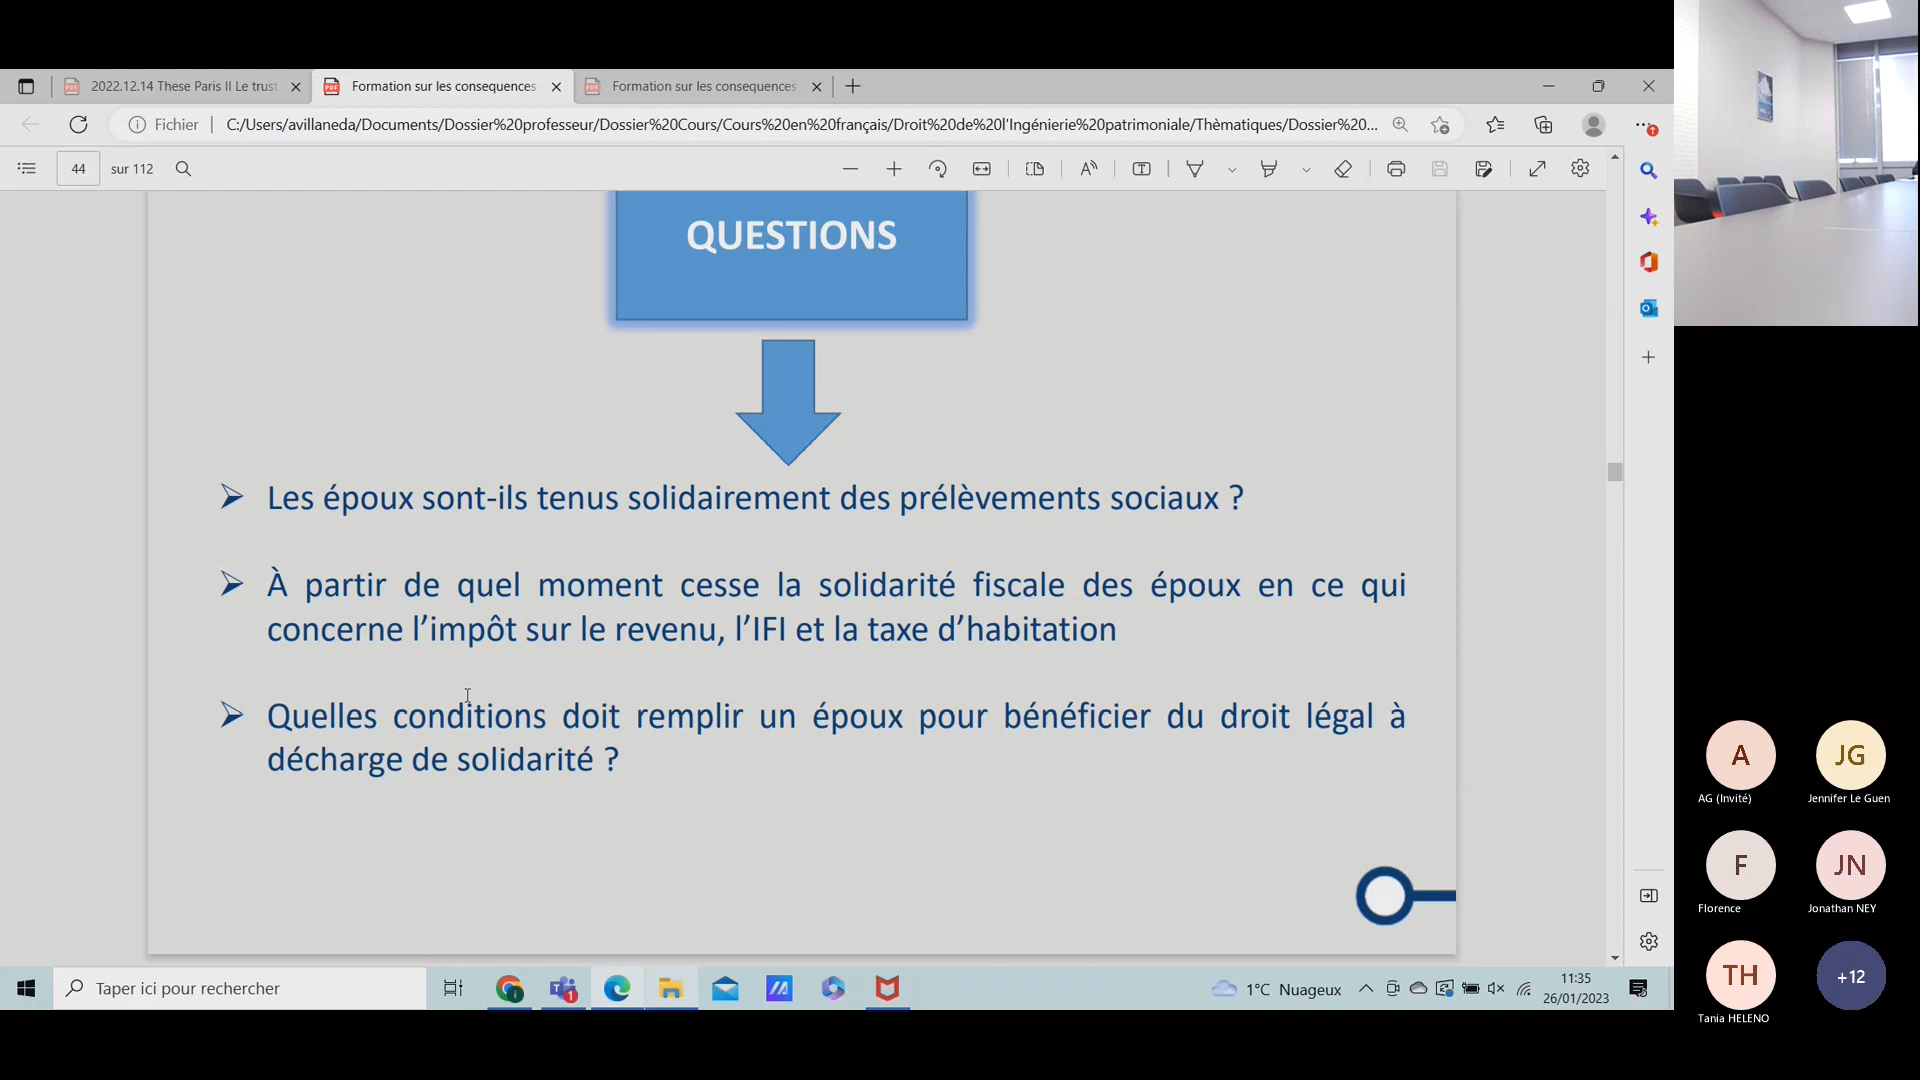 2022.12.14 These Paris II Le trust
Formation sur les consequences
Formation sur les consequences
Fichier
C:/Users/avillaneda/Documents/Dossier%20professeur/Dossier%20Cours/Cours%20en%20français/Droit%20de%20l'Ingénierie%20patrimoniale/Thèmatiques/Dossier%20...
44 sur 112
QUESTIONS
Les époux sont-ils tenus solidairement des prélèvements sociaux ?
À partir de quel moment cesse la solidarité fiscale des époux en ce qui
concerne l’impôt sur le revenu, l’IFI et la taxe d’habitation
Quelles conditions doit remplir un époux pour bénéficier du droit légal à
décharge de solidarité ?
A
AG (Invité)
JG
Jennifer Le Guen
F
Florence
JN
Jonathan NEY
TH
Tania HELENO
+12
Taper ici pour rechercher
1
1°C Nuageux
11:35
26/01/2023